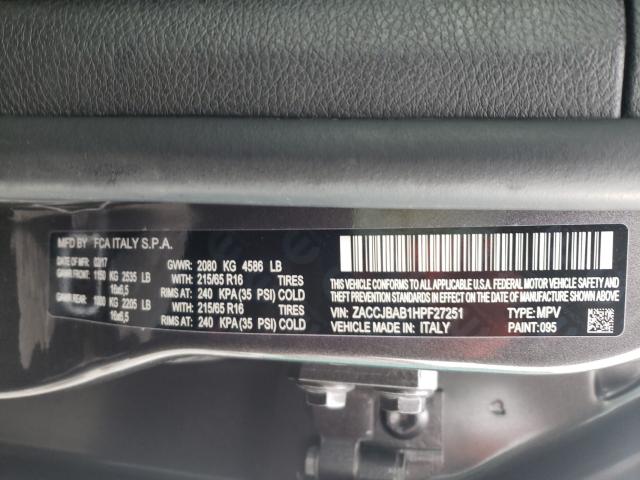 MFD BY FCA ITALY S.P.A.
DATE OF MFR 02/17 GVWR: 2080 KG 4586 LB
GAWR FRONT: 1150 KG 2535 LB WITH 215/65 R16 TIRES
16x6,5 RIMS AT: 240 KPA (35 PSI) COLD
GAWR REAR: 1000 KG 2205 LB WITH 215/65 R16 TIRES
16x6,5 RIMS AT: 240 KPA (35 PSI) COLD
THIS VEHICLE CONFORMS TO ALL APPLICABLE U.S.A. FEDERAL MOTOR VEHICLE SAFETY AND
THEFT PREVENTION STANDARDS IN EFFECT ON THE DATE OF MANUFACTURE SHOWN ABOVE.
VIN: ZACCJBAB1HPF27251 TYPE: MPV
VEHICLE MADE IN: ITALY PAINT: 095